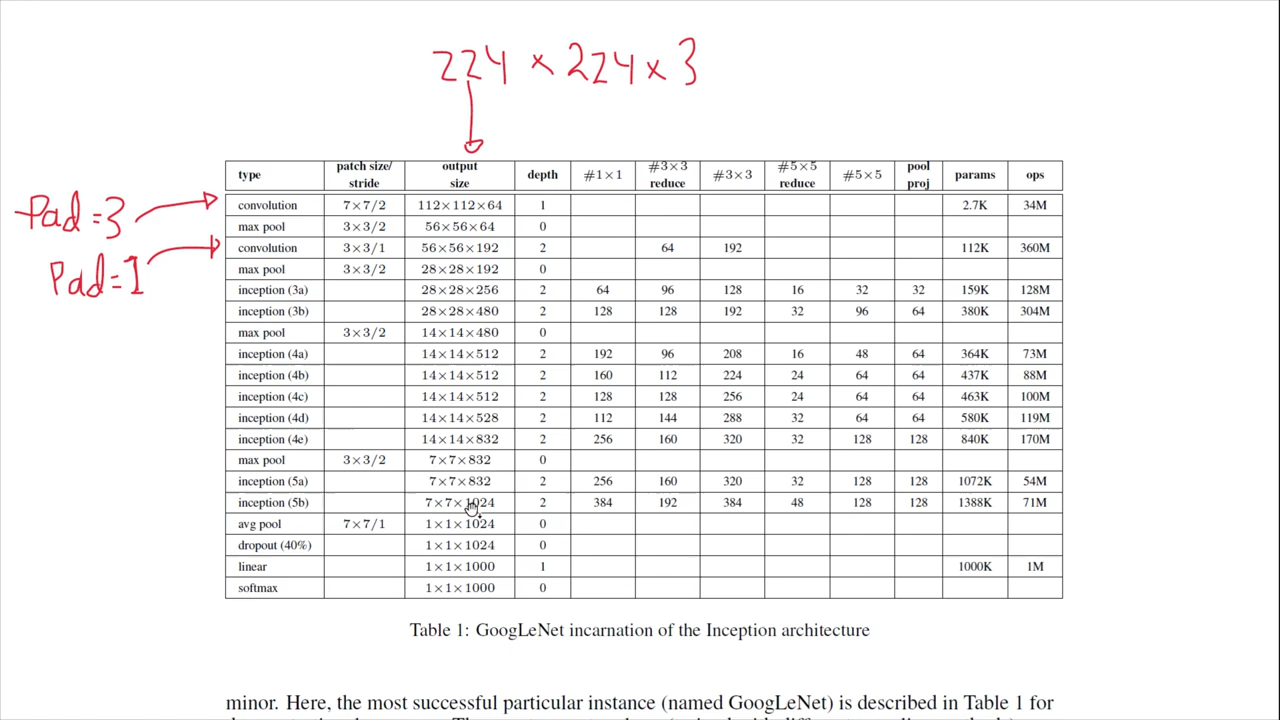 224 × 224 × 3
Pad=3
Pad=1
type patch size/ stride output size depth #1×1 #3×3 reduce #3×3 #5×5 reduce #5×5 pool proj params ops
convolution 7×7/2 112×112×64 1 2.7K 34M
max pool 3×3/2 56×56×64 0
convolution 3×3/1 56×56×192 2 64 192 112K 360M
max pool 3×3/2 28×28×192 0
inception (3a) 28×28×256 2 64 96 128 16 32 32 159K 128M
inception (3b) 28×28×480 2 128 128 192 32 96 64 380K 304M
max pool 3×3/2 14×14×480 0
inception (4a) 14×14×512 2 192 96 208 16 48 64 364K 73M
inception (4b) 14×14×512 2 160 112 224 24 64 64 437K 88M
inception (4c) 14×14×512 2 128 128 256 24 64 64 463K 100M
inception (4d) 14×14×528 2 112 144 288 32 64 64 580K 119M
inception (4e) 14×14×832 2 256 160 320 32 128 128 840K 170M
max pool 3×3/2 7×7×832 0
inception (5a) 7×7×832 2 256 160 320 32 128 128 1072K 54M
inception (5b) 7×7×1024 2 384 192 384 48 128 128 1388K 71M
avg pool 7×7/1 1×1×1024 0
dropout (40%) 1×1×1024 0
linear 1×1×1000 1 1000K 1M
softmax 1×1×1000 0
Table 1: GoogLeNet incarnation of the Inception architecture
minor. Here, the most successful particular instance (named GoogLeNet) is described in Table 1 for